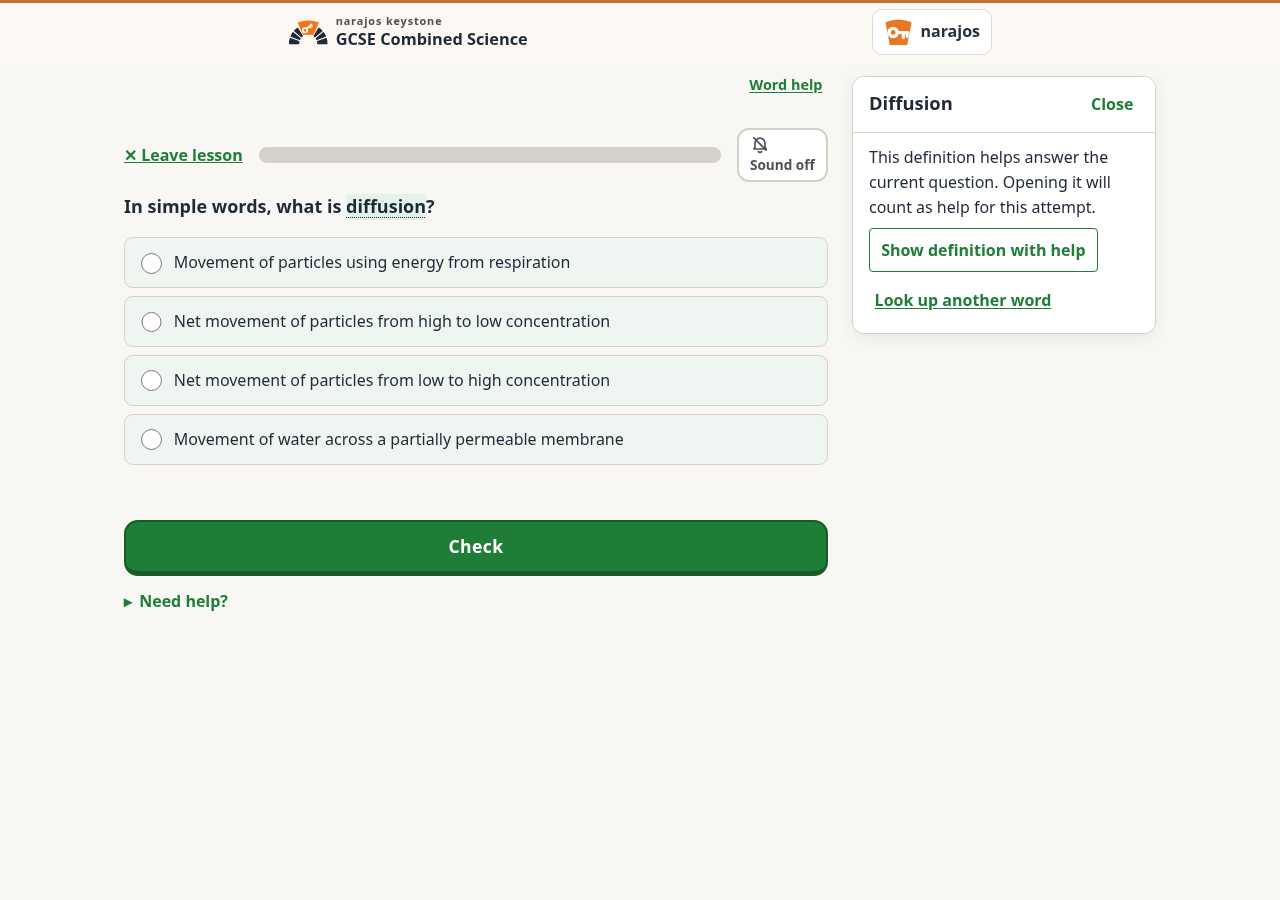 narajos keystone
GCSE Combined Science
narajos
Word help
✕ Leave lesson
Sound off
In simple words, what is diffusion?
Movement of particles using energy from respiration
Net movement of particles from high to low concentration
Net movement of particles from low to high concentration
Movement of water across a partially permeable membrane
Check
▸ Need help?
Diffusion
Close
This definition helps answer the
current question. Opening it will
count as help for this attempt.
Show definition with help
Look up another word